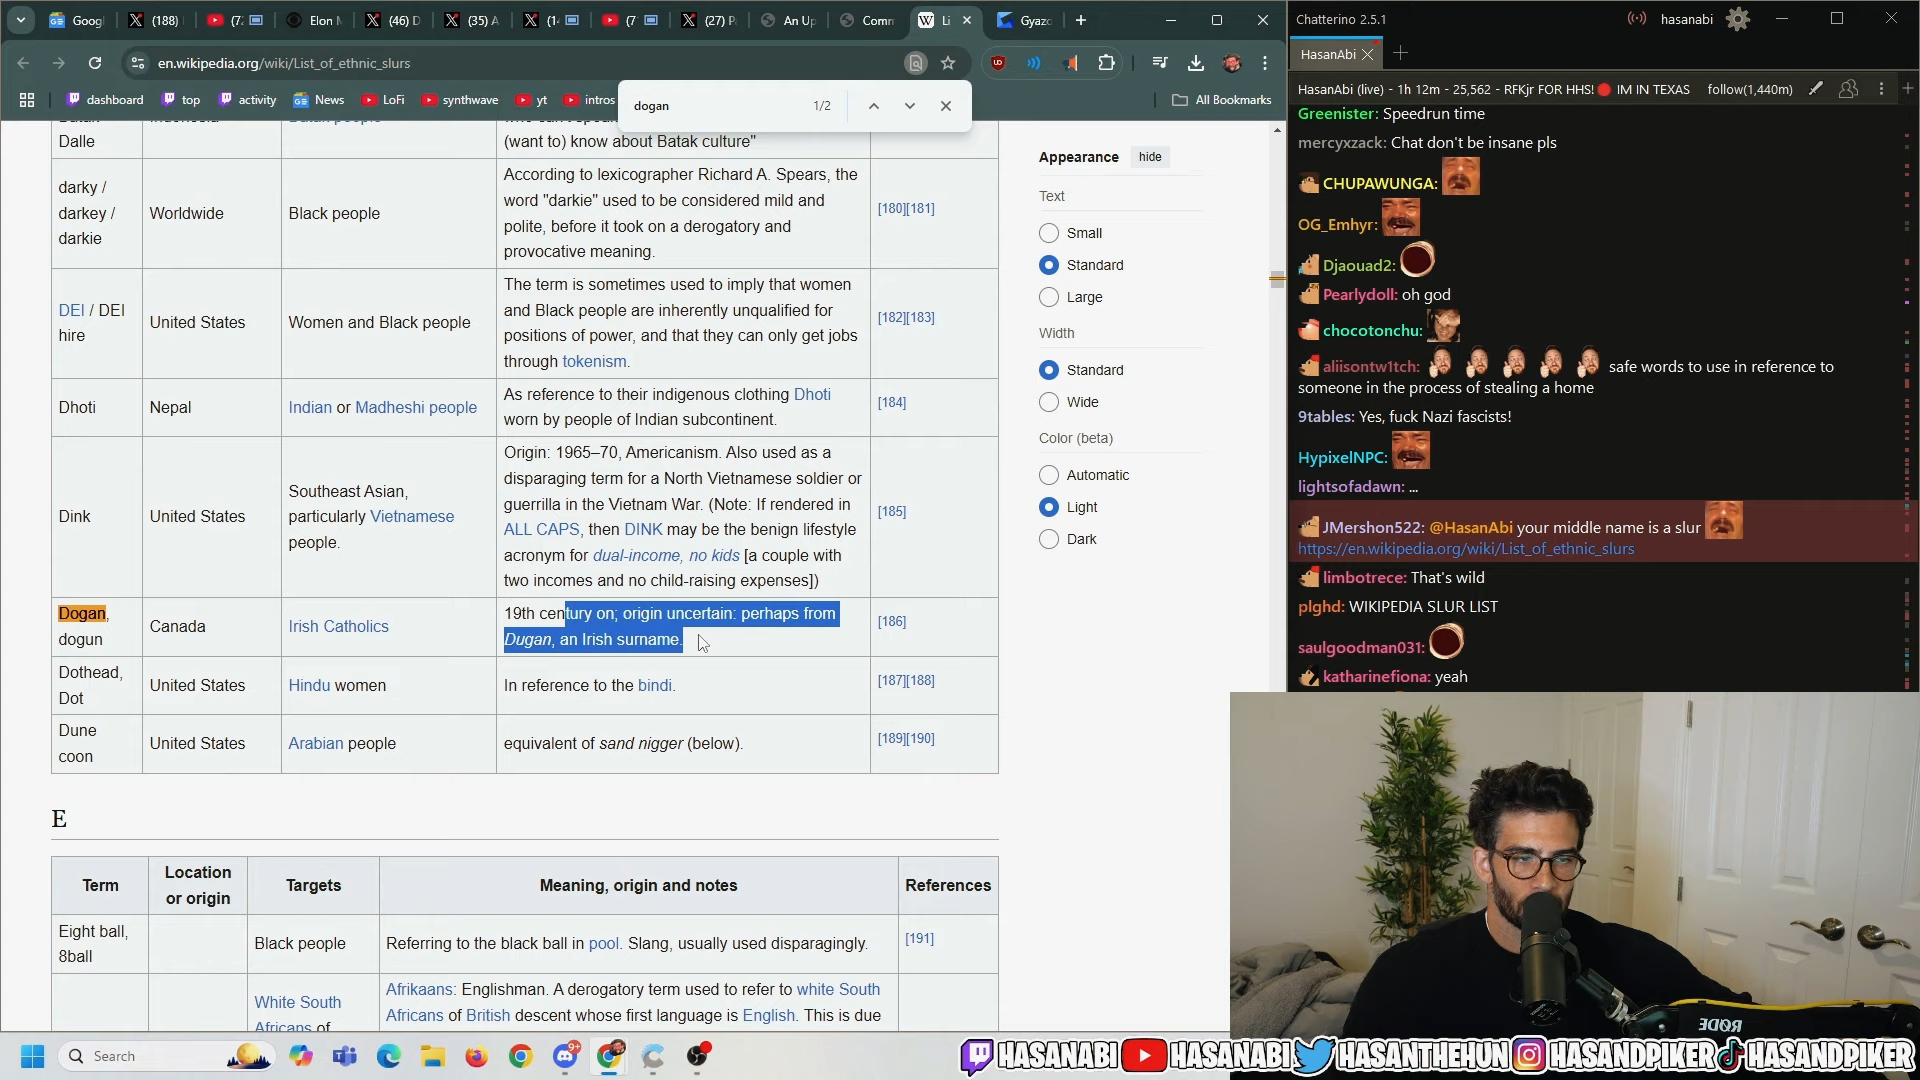 Googl
(188)
(7:
Elon M
(46) D
(35) A
(1
(7
(27) P
An Up
Comm
Li
Gyazo
en.wikipedia.org/wiki/List_of_ethnic_slurs
dashboard
top
activity
News
LoFi
synthwave
yt
intros
All Bookmarks
dogan
1/2
Dalle
(want to) know about Batak culture"
darky /
darkey /
darkie
Worldwide
Black people
According to lexicographer Richard A. Spears, the
word "darkie" used to be considered mild and
polite, before it took on a derogatory and
provocative meaning.
[180][181]
DEI / DEI
hire
United States
Women and Black people
The term is sometimes used to imply that women
and Black people are inherently unqualified for
positions of power, and that they can only get jobs
through tokenism.
[182][183]
Dhoti
Nepal
Indian or Madheshi people
As reference to their indigenous clothing Dhoti
worn by people of Indian subcontinent.
[184]
Dink
United States
Southeast Asian,
particularly Vietnamese
people.
Origin: 1965–70, Americanism. Also used as a
disparaging term for a North Vietnamese soldier or
guerrilla in the Vietnam War. (Note: If rendered in
ALL CAPS, then DINK may be the benign lifestyle
acronym for dual-income, no kids [a couple with
two incomes and no child-raising expenses])
[185]
Dogan,
dogun
Canada
Irish Catholics
19th century on; origin uncertain: perhaps from
Dugan, an Irish surname.
[186]
Dothead,
Dot
United States
Hindu women
In reference to the bindi.
[187][188]
Dune
coon
United States
Arabian people
equivalent of sand nigger (below).
[189][190]
E
Term
Location
or origin
Targets
Meaning, origin and notes
References
Eight ball,
8ball
Black people
Referring to the black ball in pool. Slang, usually used disparagingly.
[191]
White South
Africans of
Afrikaans: Englishman. A derogatory term used to refer to white South
Africans of British descent whose first language is English. This is due
Appearance
hide
Text
Small
Standard
Large
Width
Standard
Wide
Color (beta)
Automatic
Light
Dark
Chatterino 2.5.1
hasanabi
HasanAbi
HasanAbi (live) - 1h 12m - 25,562 - RFKjr FOR HHS! IM IN TEXAS
follow(1,440m)
Greenister: Speedrun time
mercyxzack: Chat don't be insane pls
CHUPAWUNGA:
OG_Emhyr:
Djaouad2:
Pearlydoll: oh god
chocotonchu:
aliisontw1tch: safe words to use in reference to
someone in the process of stealing a home
9tables: Yes, fuck Nazi fascists!
HypixelNPC:
lightsofadawn: ...
JMershon522: @HasanAbi your middle name is a slur
https://en.wikipedia.org/wiki/List_of_ethnic_slurs
limbotrece: That's wild
plghd: WIKIPEDIA SLUR LIST
saulgoodman031:
katharinefiona: yeah
RØDE
Search
9+
HASANABI
HASANABI
HASANTHEHUN
HASANDPIKER
HASANDPIKER